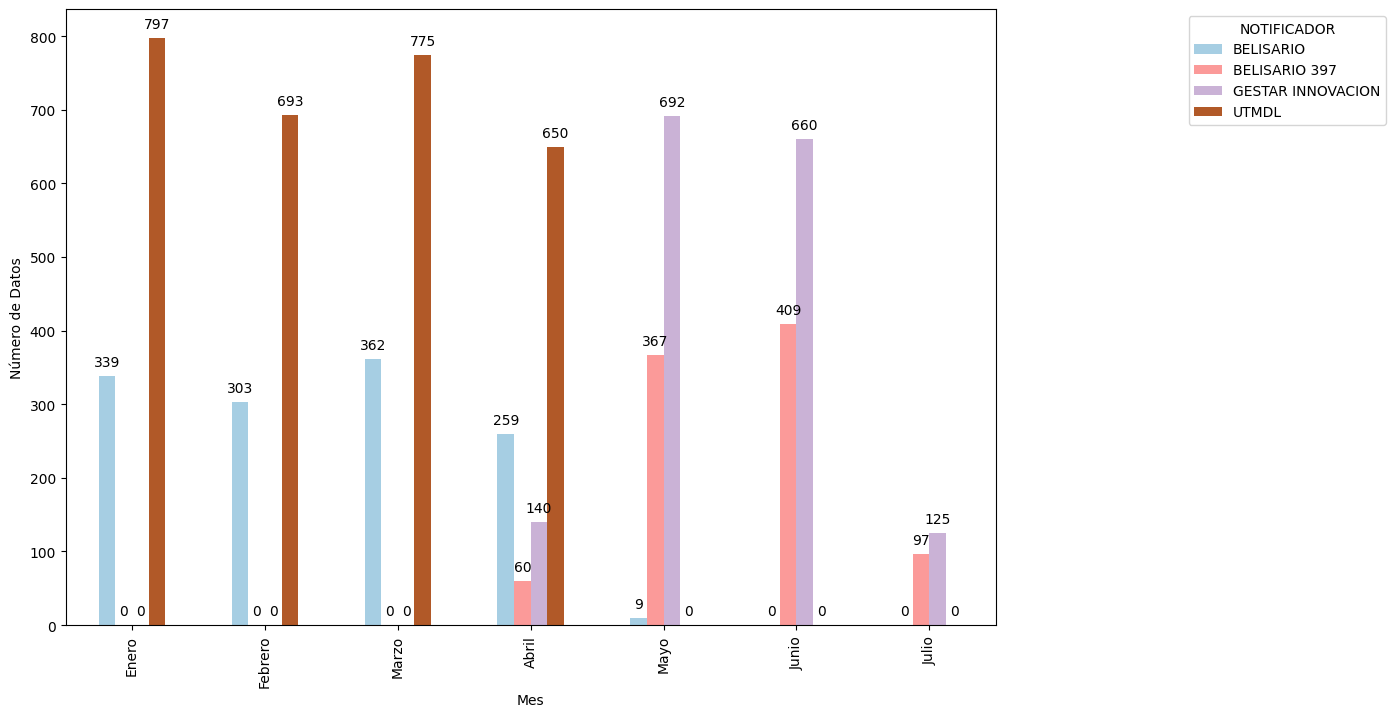 NOTIFICADOR
BELISARIO
BELISARIO 397
GESTAR INNOVACION
UTMDL
Número de Datos
800
700
600
500
400
300
200
100
0
339 0 0 797
303 0 0 693
362 0 0 775
259 60 140 650
9 367 692 0
0 409 660 0
0 97 125 0
Enero
Febrero
Marzo
Abril
Mayo
Junio
Julio
Mes